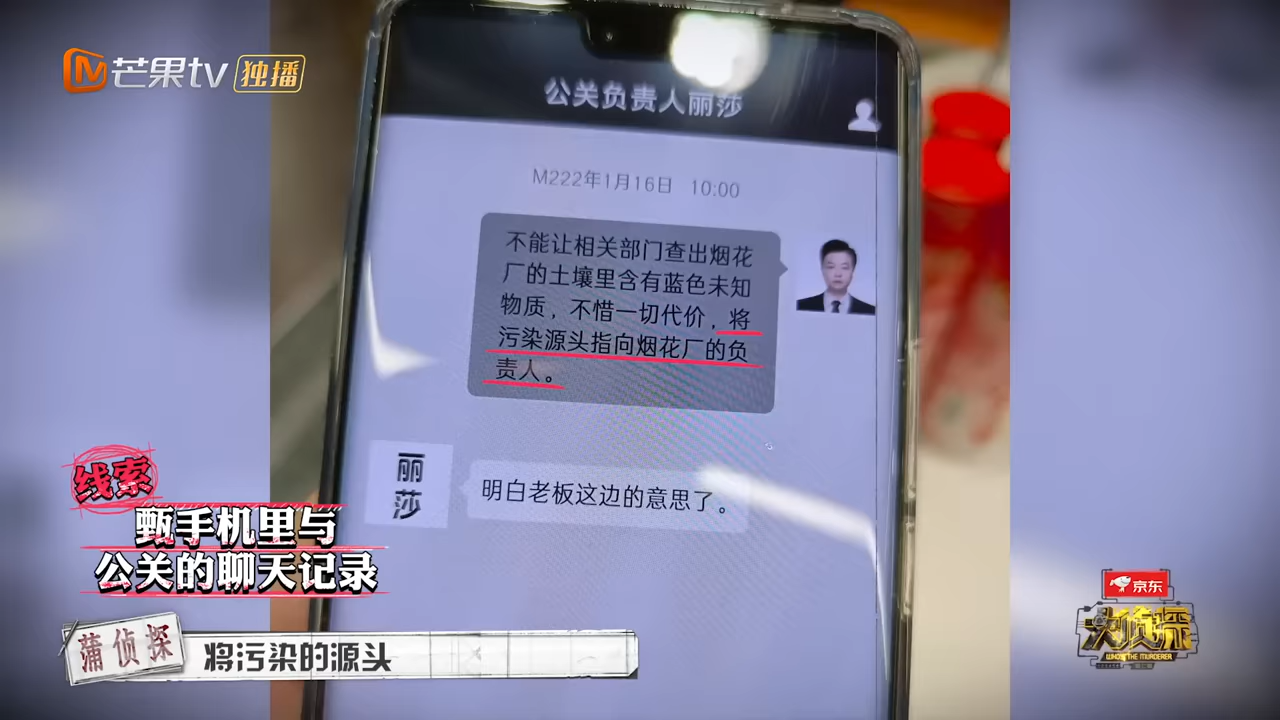 芒果tv 独播
公关负责人丽莎
M222年1月16日 10:00
不能让相关部门查出烟花
厂的土壤里含有蓝色未知
物质，不惜一切代价，将
污染源头指向烟花厂的负
责人。
丽
莎
明白老板这边的意思了。
线索
甄手机里与
公关的聊天记录
蒲侦探
将污染的源头
京东
大侦探
WHO'S THE MURDERER